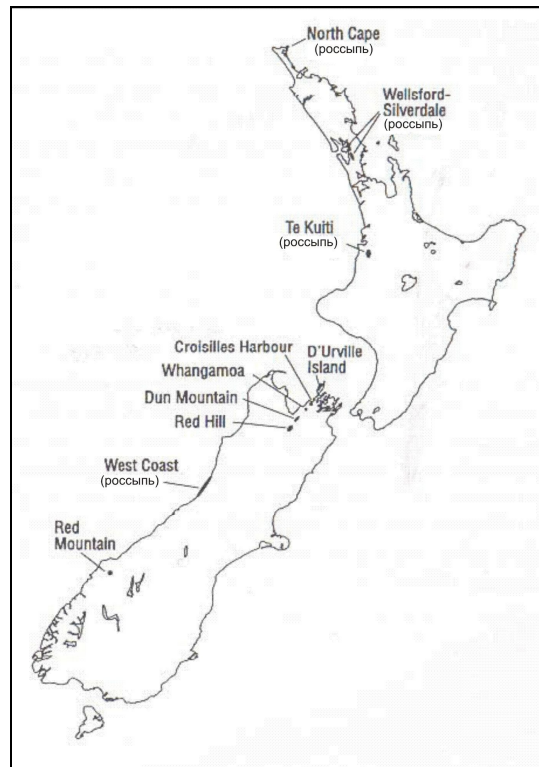 North Cape
(россыпь)
Wellsford-
Silverdale
(россыпь)
Te Kuiti
(россыпь)
Croisilles Harbour
D'Urville
Island
Whangamoa
Dun Mountain
Red Hill
West Coast
(россыпь)
Red
Mountain